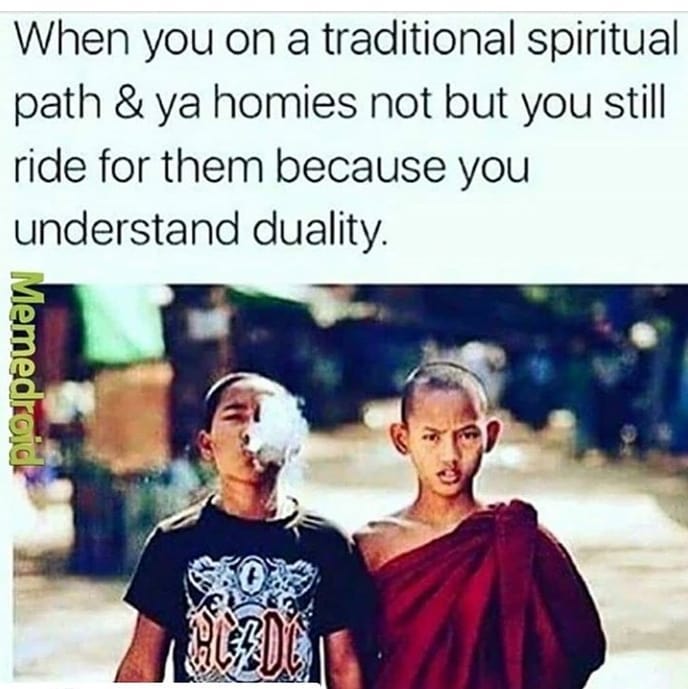 When you on a traditional spiritual
path & ya homies not but you still
ride for them because you
understand duality.
Memedroid
AC DC